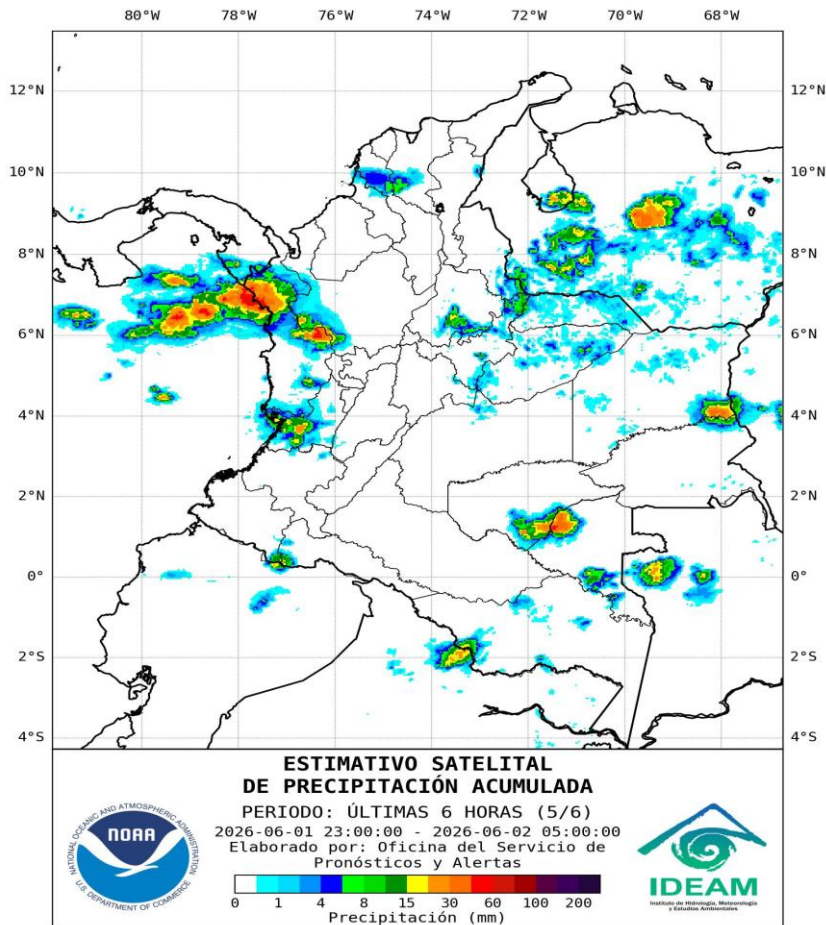 80°W 78°W 76°W 74°W 72°W 70°W 68°W
12°N 12°N
10°N 10°N
8°N 8°N
6°N 6°N
4°N 4°N
2°N 2°N
0° 0°
2°S 2°S
4°S 4°S
ESTIMATIVO SATELITAL
DE PRECIPITACIÓN ACUMULADA
PERIODO: ÚLTIMAS 6 HORAS (5/6)
2026-06-01 23:00:00 - 2026-06-02 05:00:00
Elaborado por: Oficina del Servicio de
Pronósticos y Alertas
0 1 4 8 15 30 60 100 200
Precipitación (mm)
NATIONAL OCEANIC AND ATMOSPHERIC ADMINISTRATION
NOAA
U.S. DEPARTMENT OF COMMERCE
IDEAM
Instituto de Hidrología, Meteorología
y Estudios Ambientales